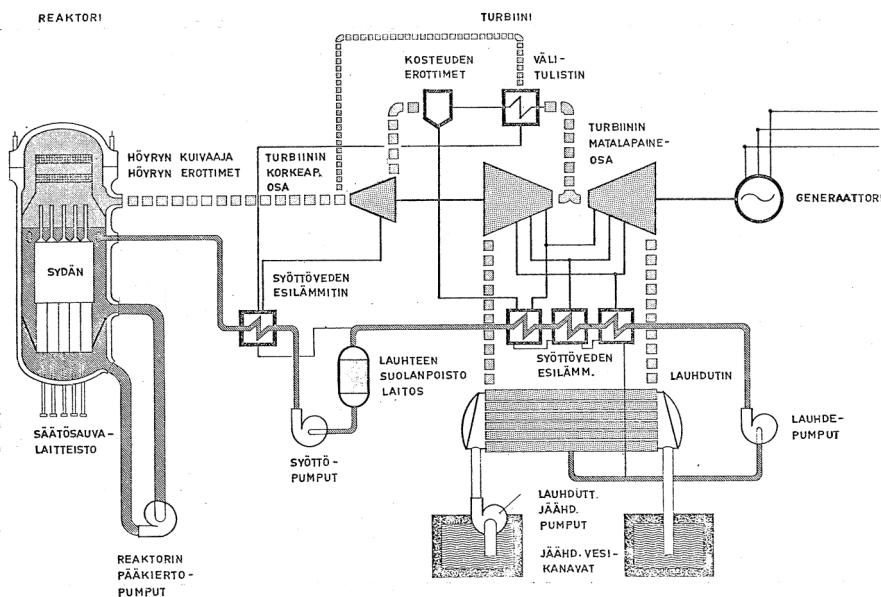 REAKTORI
TURBIINI
KOSTEUDEN
EROTTIMET
VÄLI-
TULISTIN
HÖYRYN KUIVAAJA
HÖYRYN EROTTIMET
TURBIININ
KORKEAP.
OSA
TURBIININ
MATALAPAINE-
OSA
GENERAATTORI
SYDÄN
SYÖTTÖVEDEN
ESILÄMMITIN
LAUHTEEN
SUOLANPOISTO
LAITOS
SYÖTTÖVEDEN
ESILÄMM.
LAUHDUTIN
LAUHDE-
PUMPUT
SÄÄTÖSAUVA-
LAITTEISTO
SYÖTTÖ-
PUMPUT
LAUHDUTT.
JÄÄHD.
PUMPUT
JÄÄHD. VESI-
KANAVAT
REAKTORIN
PÄÄKIERTO-
PUMPUT